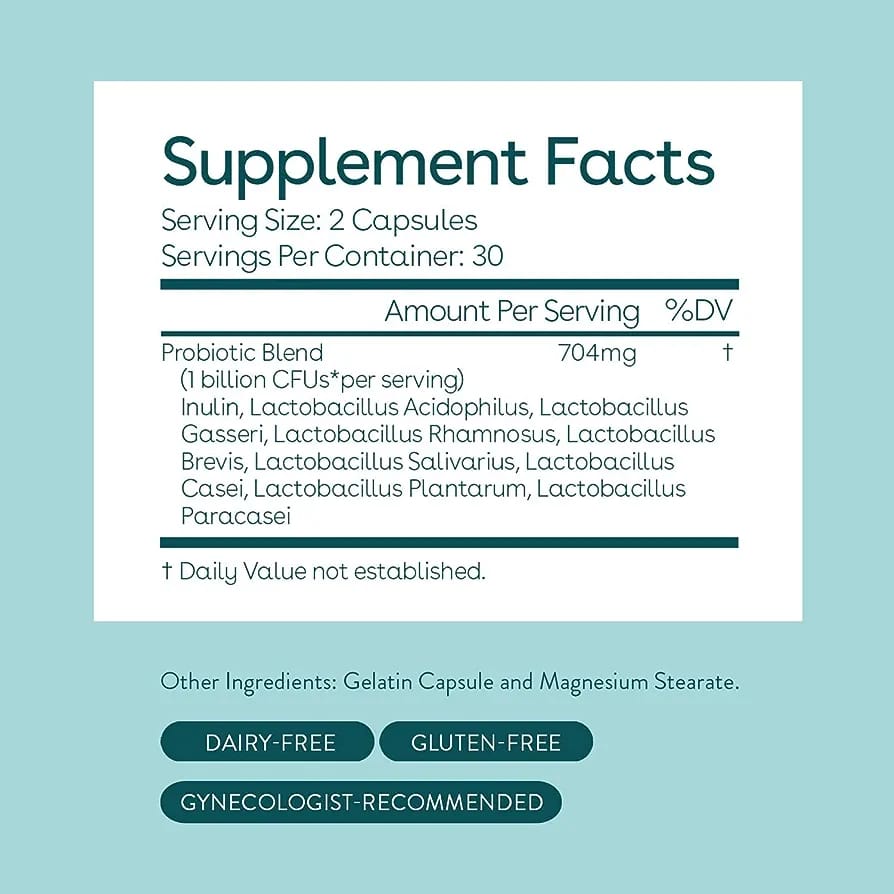 Supplement Facts
Serving Size: 2 Capsules
Servings Per Container: 30
Amount Per Serving %DV
Probiotic Blend 704mg †
(1 billion CFUs*per serving)
Inulin, Lactobacillus Acidophilus, Lactobacillus
Gasseri, Lactobacillus Rhamnosus, Lactobacillus
Brevis, Lactobacillus Salivarius, Lactobacillus
Casei, Lactobacillus Plantarum, Lactobacillus
Paracasei
† Daily Value not established.
Other Ingredients: Gelatin Capsule and Magnesium Stearate.
DAIRY-FREE GLUTEN-FREE
GYNECOLOGIST-RECOMMENDED